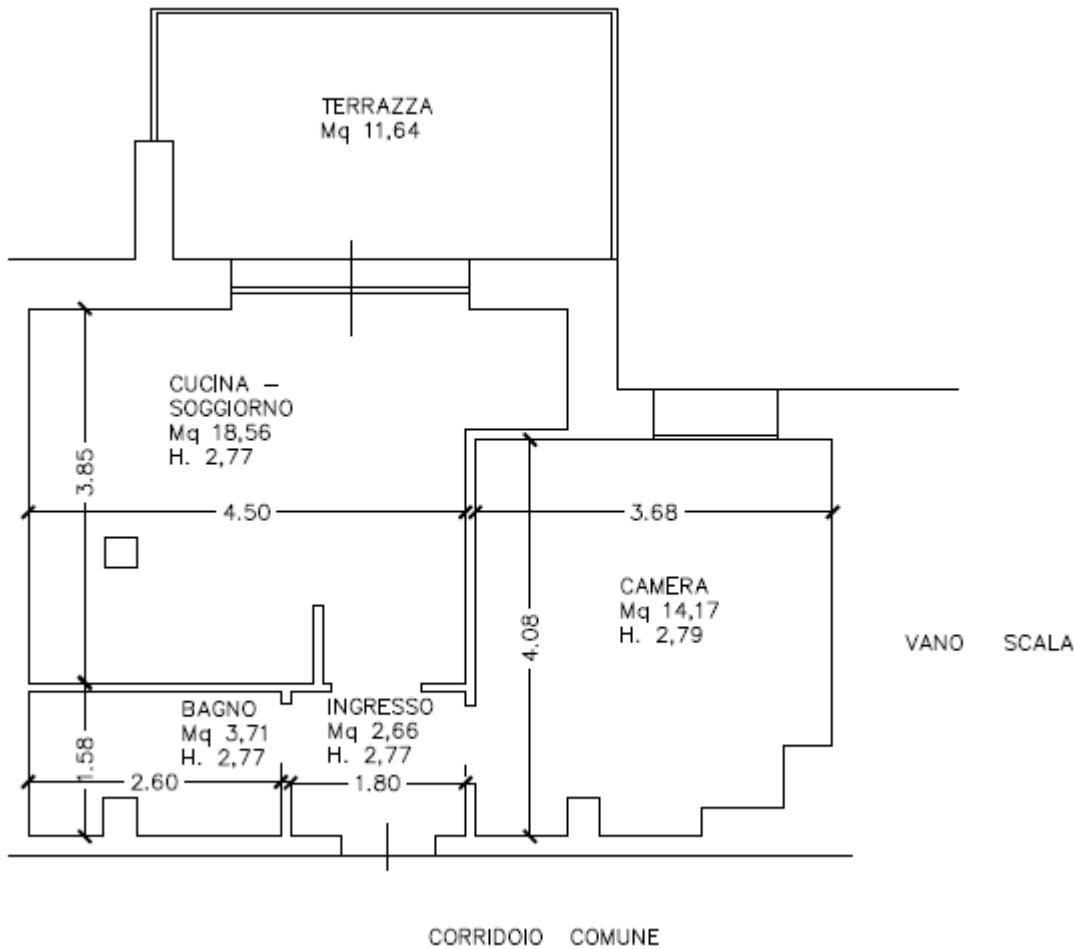 TERRAZZA
Mq 11,64
CUCINA –
SOGGIORNO
Mq 18,56
H. 2,77
3.85
4.50
3.68
CAMERA
Mq 14,17
H. 2,79
4.08
VANO SCALA
BAGNO
Mq 3,71
H. 2,77
INGRESSO
Mq 2,66
H. 2,77
1.58
2.60
1.80
CORRIDOIO COMUNE